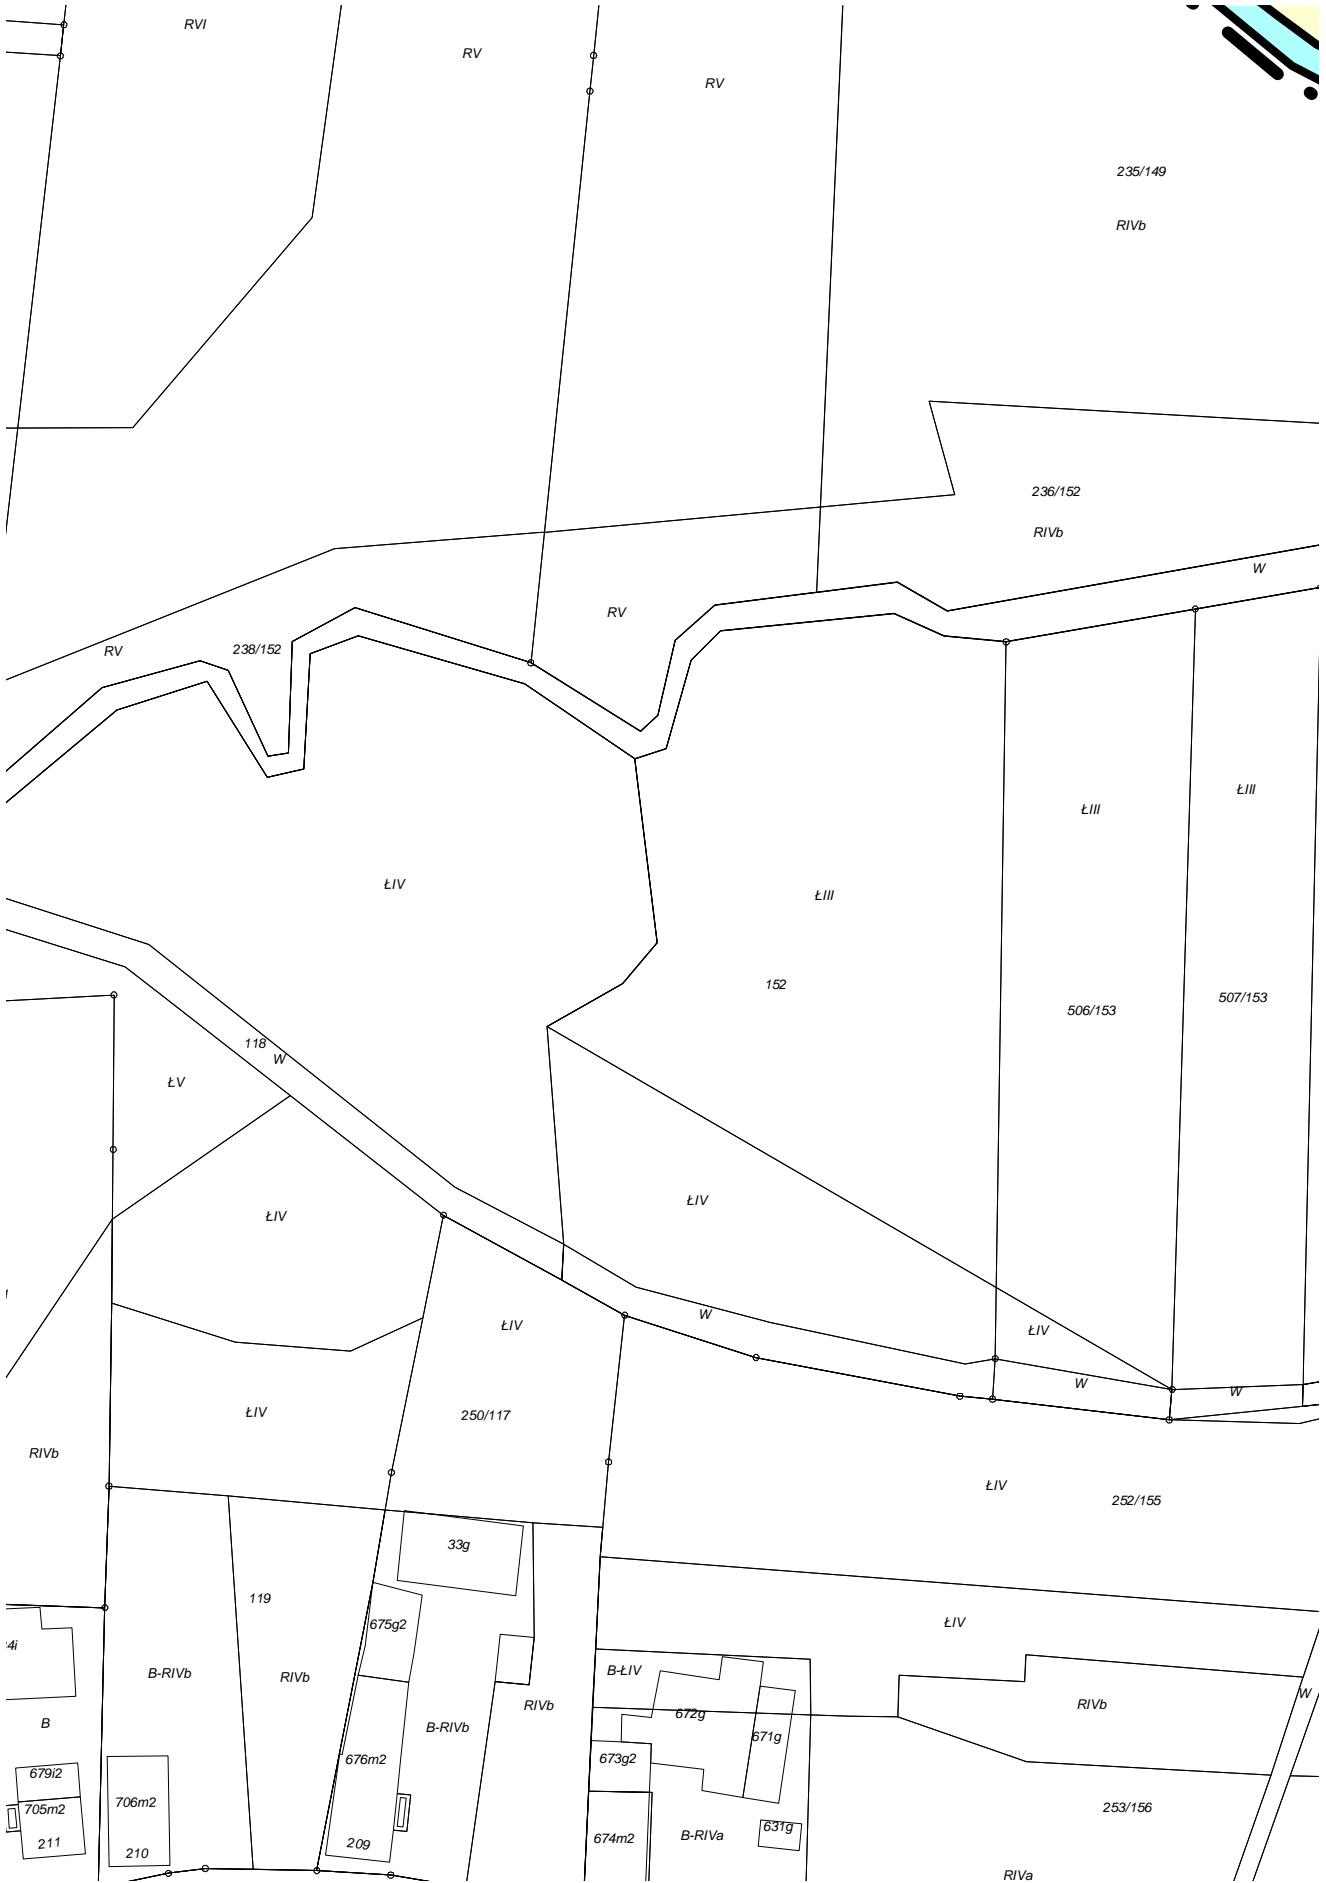 RVI
RV
RV
235/149
RIVb
236/152
RIVb
W
RV
238/152
RV
ŁIII
ŁIII
ŁIV
ŁIII
152
506/153
507/153
118
W
ŁV
ŁIV
ŁIV
ŁIV
W
ŁIV
W
W
ŁIV
250/117
RIVb
ŁIV
252/155
33g
119
675g2
ŁIV
4i
B-RIVb
RIVb
B-ŁIV
RIVb
RIVb
W
672g
B
B-RIVb
671g
676m2
673g2
679i2
706m2
705m2
253/156
631g
674m2
B-RIVa
211
210
209
RIVa